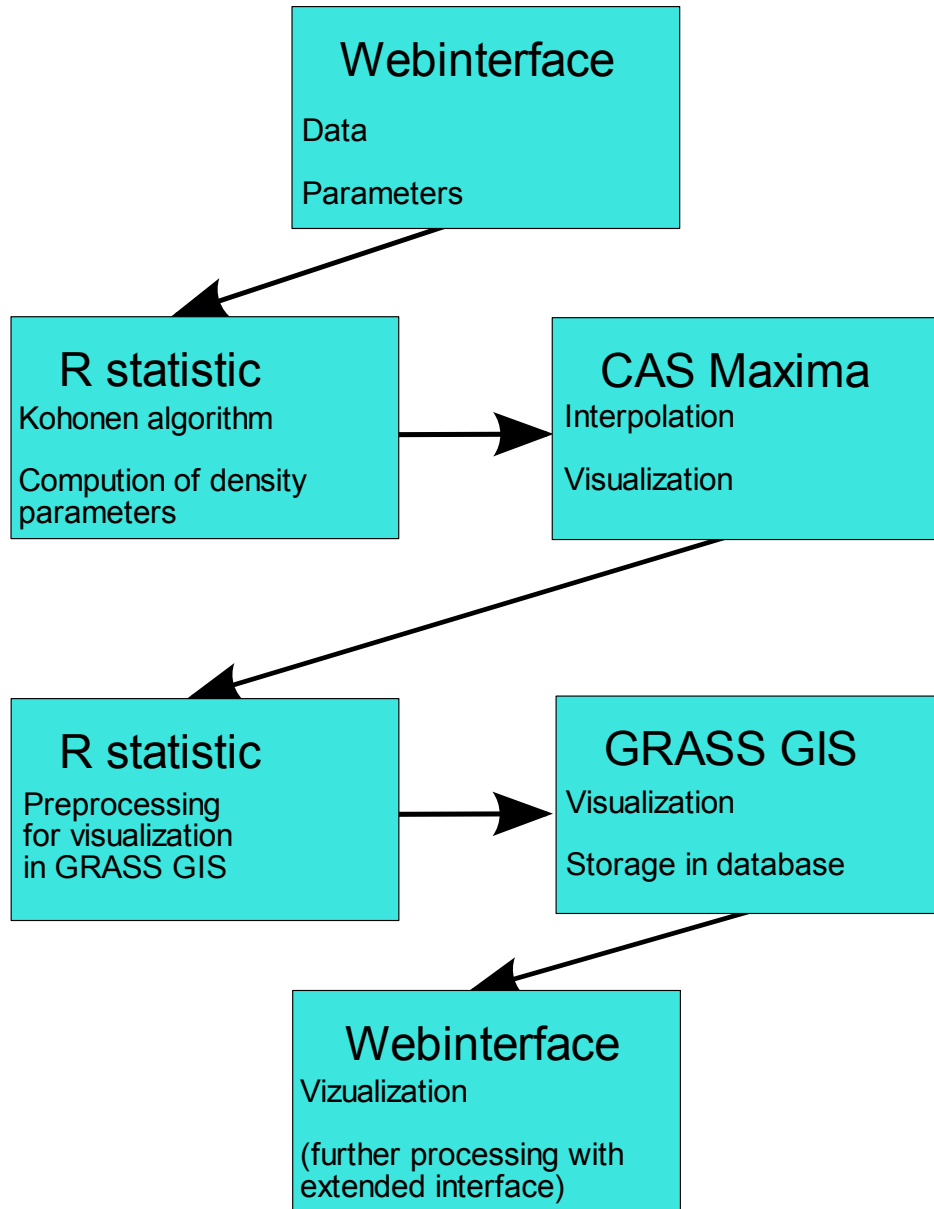 Webinterface
Data
Parameters
R statistic
Kohonen algorithm
Compution of density
parameters
CAS Maxima
Interpolation
Visualization
R statistic
Preprocessing
for visualization
in GRASS GIS
GRASS GIS
Visualization
Storage in database
Webinterface
Vizualization
(further processing with
extended interface)